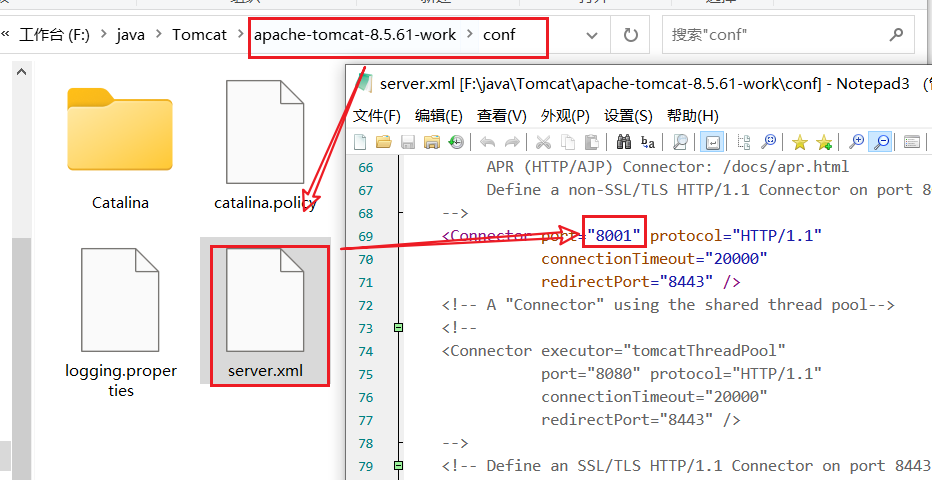 « 工作台 (F:) › java › Tomcat › apache-tomcat-8.5.61-work › conf
搜索"conf"
Catalina
catalina.policy
logging.proper
ties
server.xml
server.xml [F:\java\Tomcat\apache-tomcat-8.5.61-work\conf] - Notepad3
文件(F) 编辑(E) 查看(V) 外观(P) 设置(S) 帮助(H)
66 APR (HTTP/AJP) Connector: /docs/apr.html
67 Define a non-SSL/TLS HTTP/1.1 Connector on port 8
68 -->
69 <Connector port="8001" protocol="HTTP/1.1"
70 connectionTimeout="20000"
71 redirectPort="8443" />
72 <!-- A "Connector" using the shared thread pool-->
73 <!--
74 <Connector executor="tomcatThreadPool"
75 port="8080" protocol="HTTP/1.1"
76 connectionTimeout="20000"
77 redirectPort="8443" />
78 -->
79 <!-- Define an SSL/TLS HTTP/1.1 Connector on port 8443